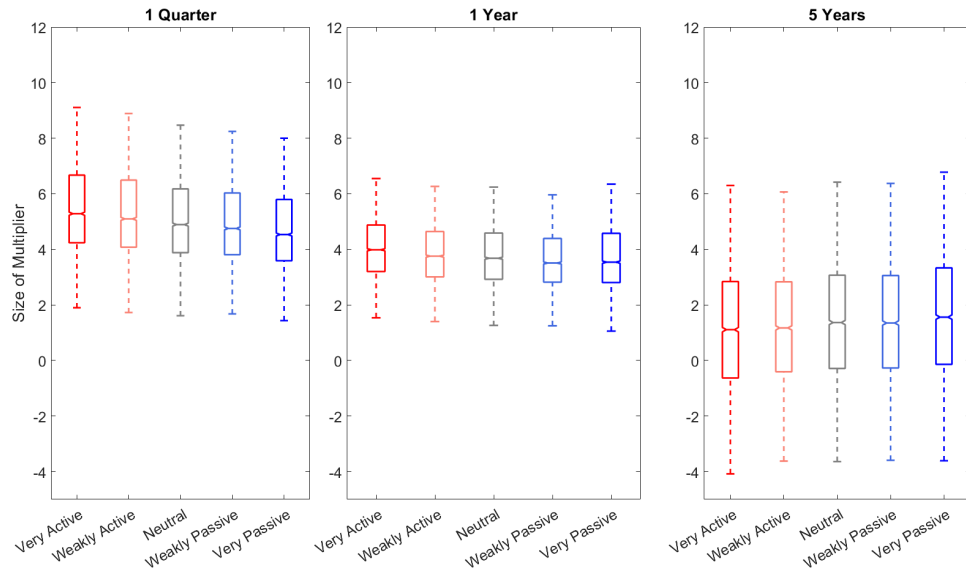 1 Quarter
1 Year
5 Years
Size of Multiplier
12
10
8
6
4
2
0
-2
-4
Very Active
Weakly Active
Neutral
Weakly Passive
Very Passive
12
10
8
6
4
2
0
-2
-4
Very Active
Weakly Active
Neutral
Weakly Passive
Very Passive
12
10
8
6
4
2
0
-2
-4
Very Active
Weakly Active
Neutral
Weakly Passive
Very Passive